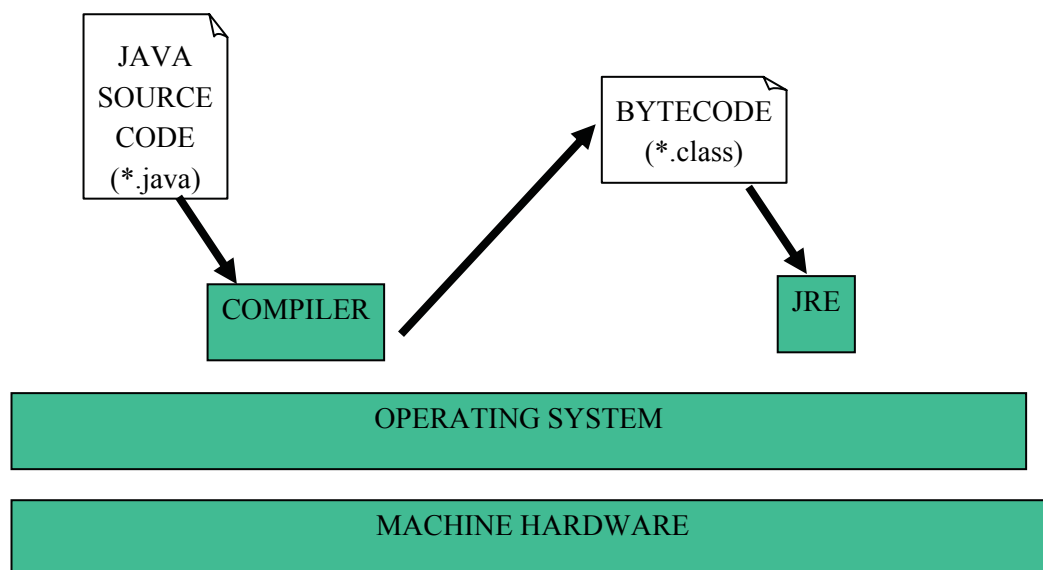 JAVA
SOURCE
CODE
(*.java)
BYTECODE
(*.class)
COMPILER
JRE
OPERATING SYSTEM
MACHINE HARDWARE